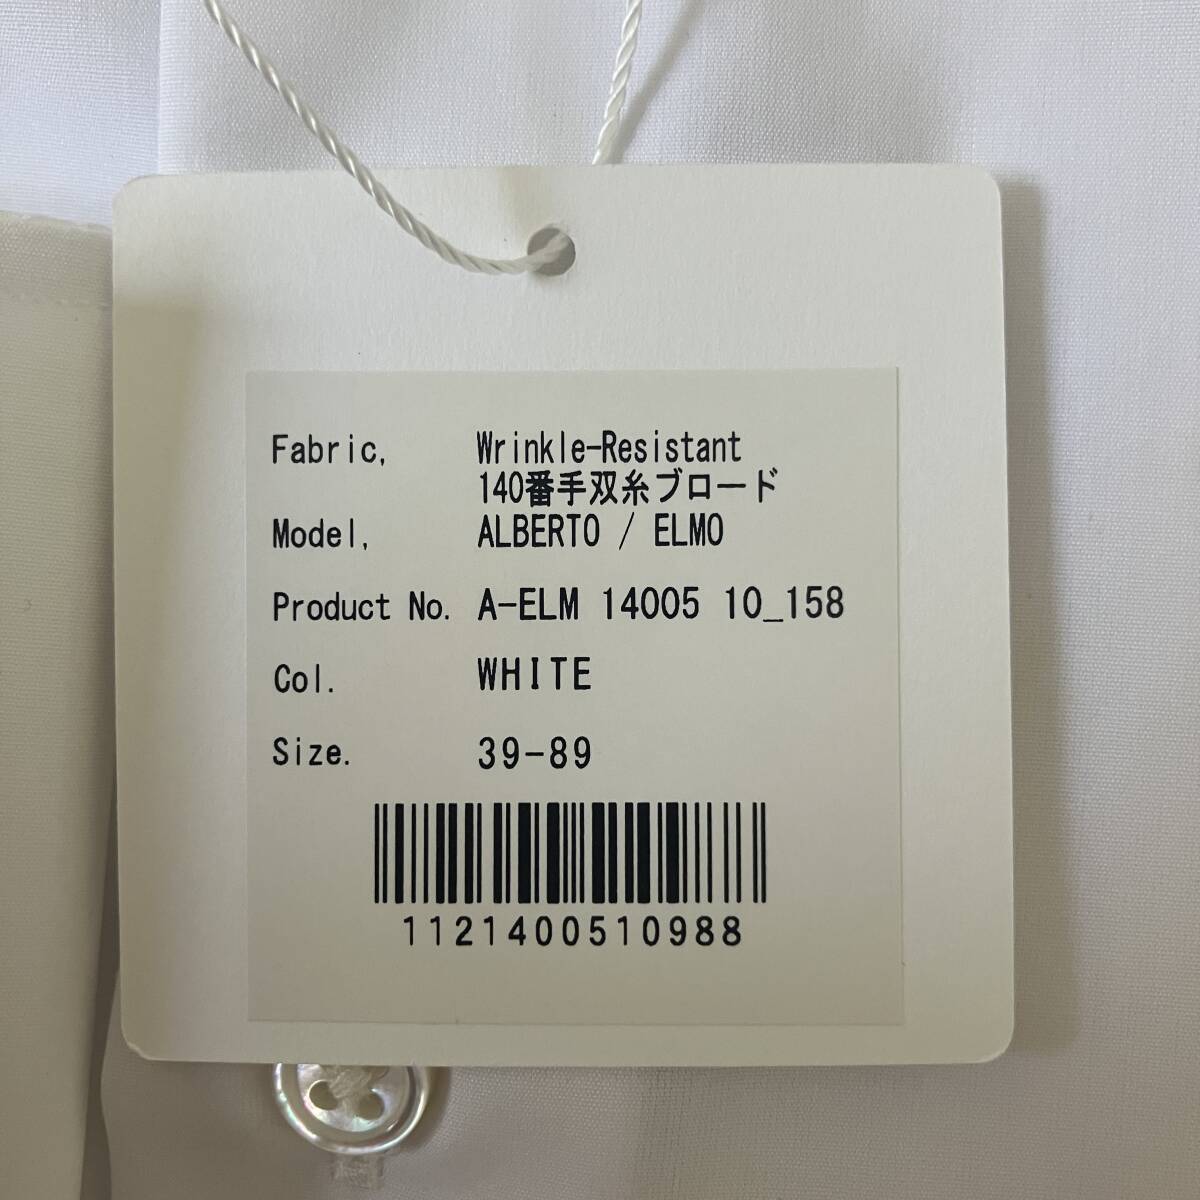 Fabric, Wrinkle-Resistant
140番手双糸ブロード
Model, ALBERTO / ELMO
Product No. A-ELM 14005 10_158
Col. WHITE
Size. 39-89
1121400510988